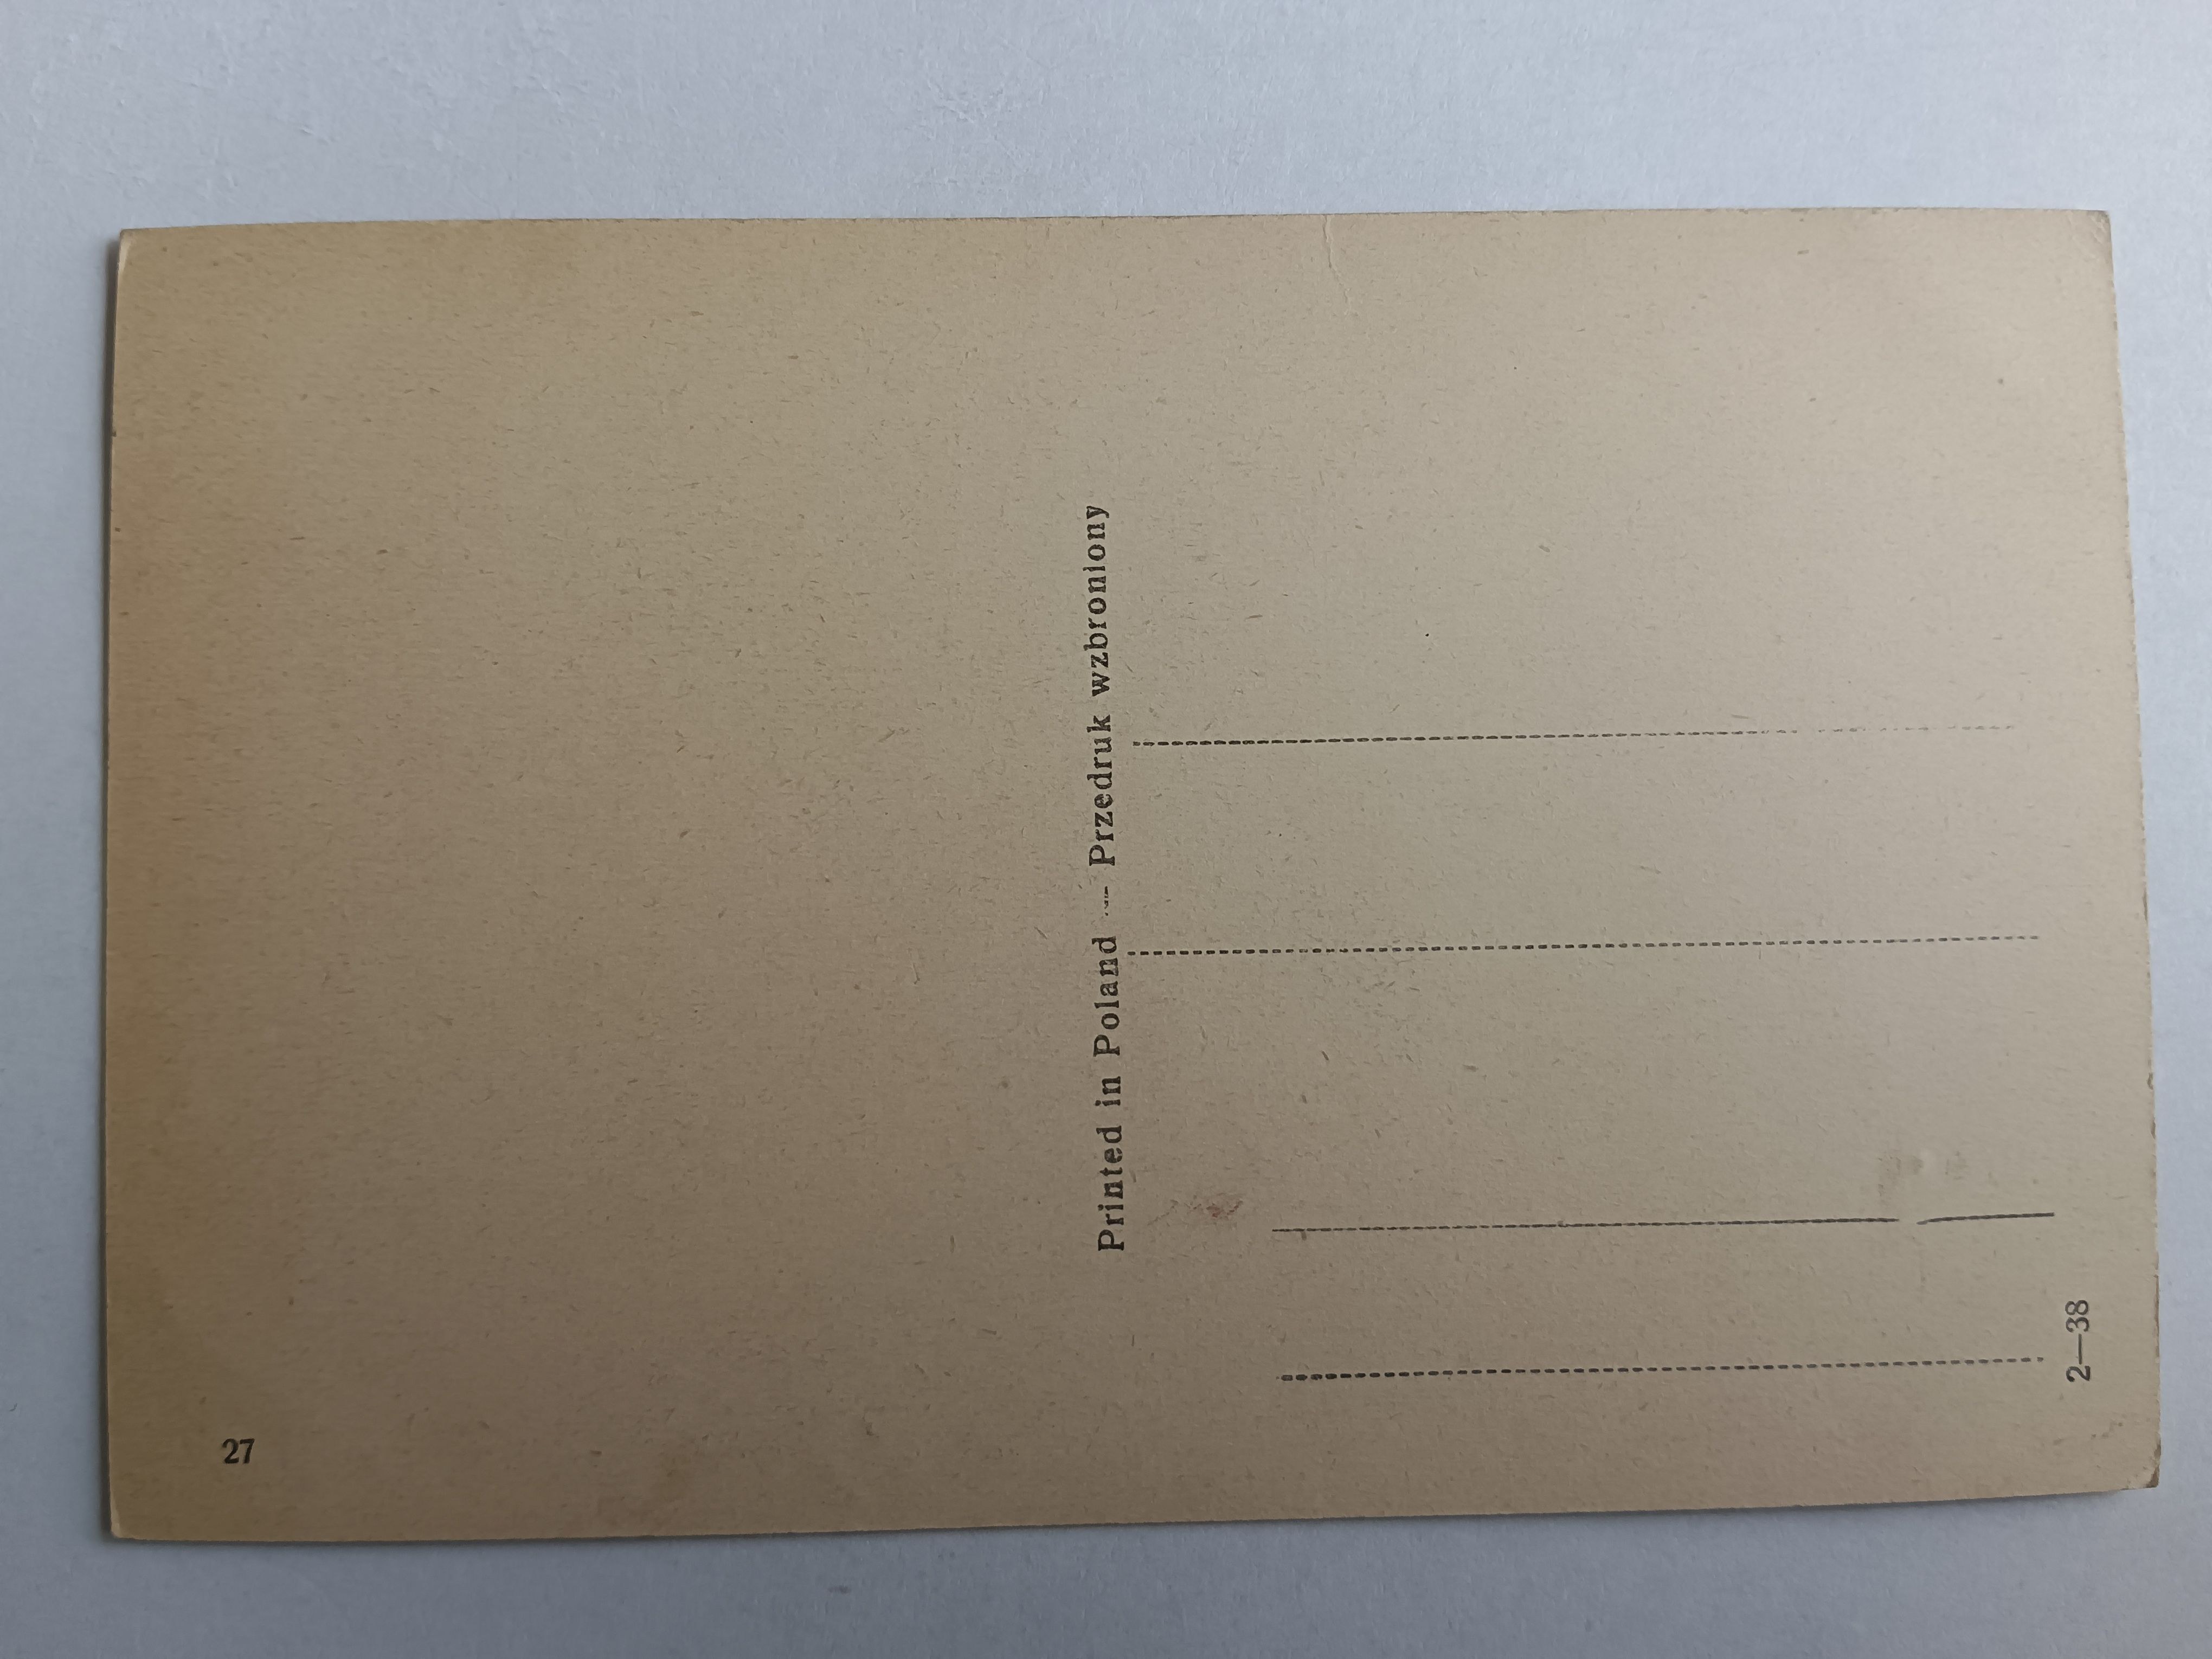 Printed in Poland — Przedruk wzbroniony
2—38
27